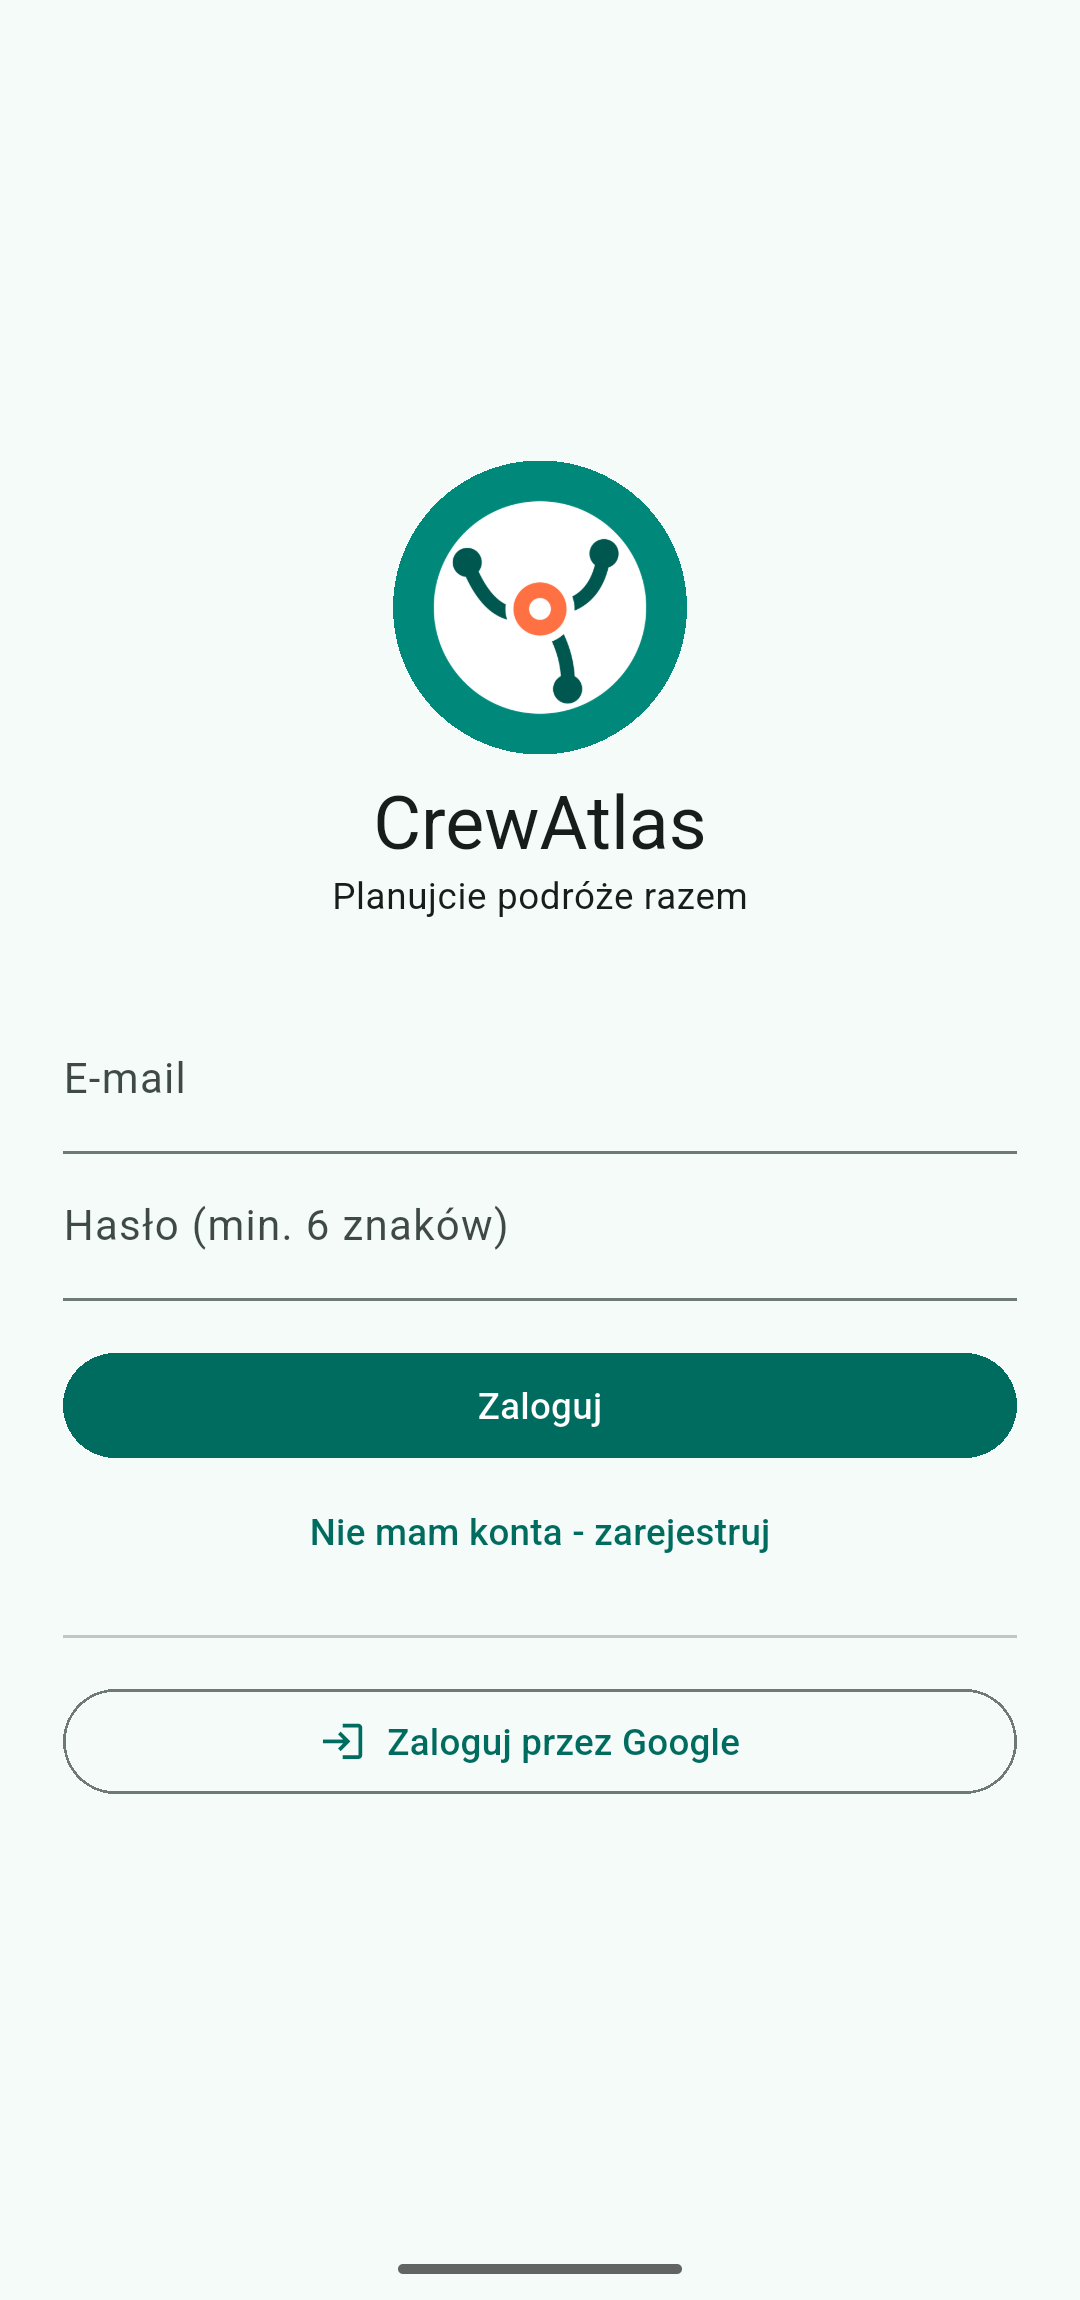 CrewAtlas
Planujcie podróże razem
E-mail
Hasło (min. 6 znaków)
Zaloguj
Nie mam konta - zarejestruj
Zaloguj przez Google